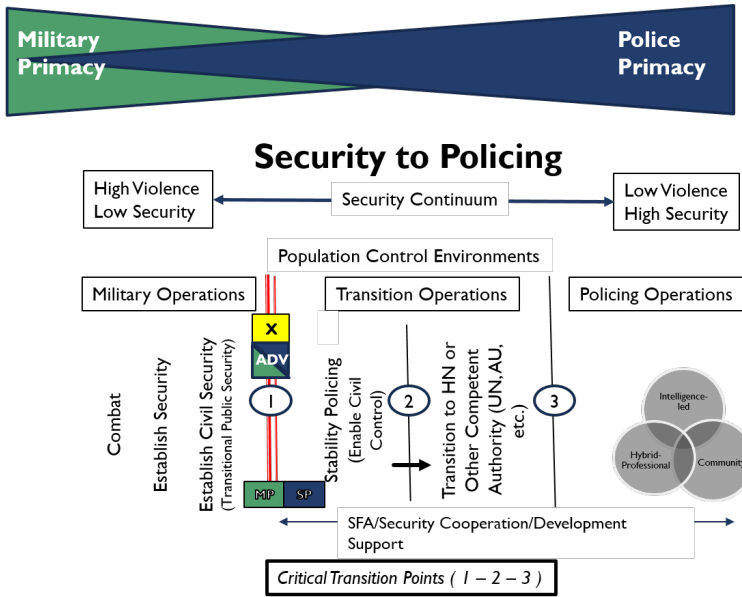 Military
Primacy
Police
Primacy
Security to Policing
High Violence
Low Security
Security Continuum
Low Violence
High Security
Population Control Environments
Military Operations
Transition Operations
Policing Operations
X
ADV
Combat
Establish Security
Establish Civil Security
(Transitional Public Security)
1
Stability Policing
(Enable Civil
Control)
2
Transition to HN or
Other Competent
Authority (UN, AU,
etc.)
3
Intelligence-
led
Hybrid-
Professional
Community
MP
SP
SFA/Security Cooperation/Development
Support
Critical Transition Points ( 1 – 2 – 3 )